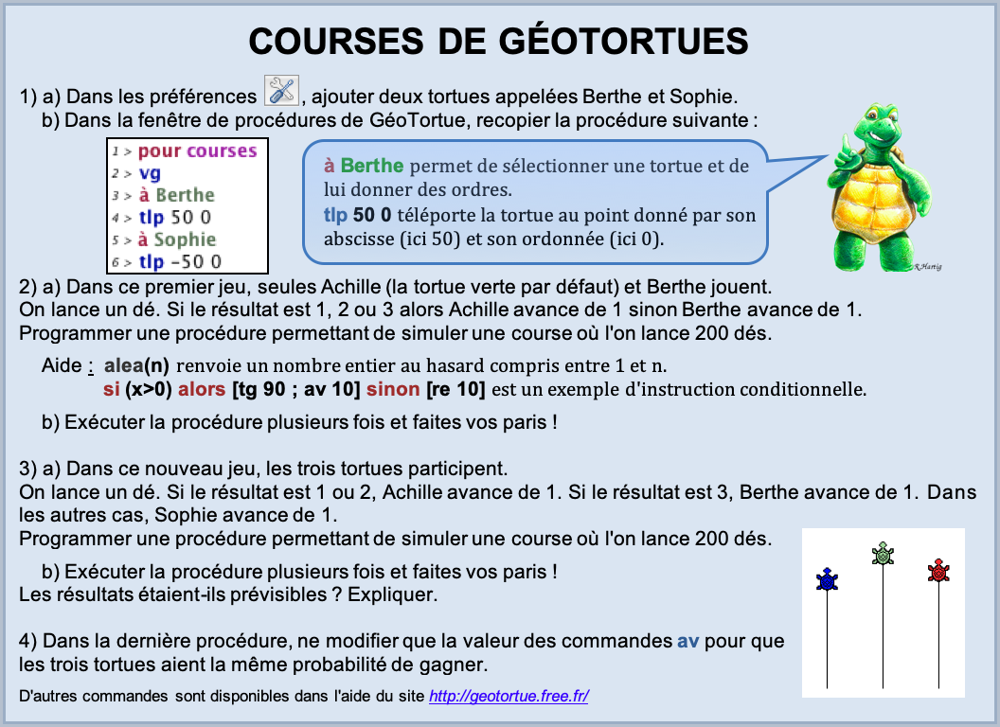 COURSES DE GÉOTORTUES
1) a) Dans les préférences , ajouter deux tortues appelées Berthe et Sophie.
b) Dans la fenêtre de procédures de GéoTortue, recopier la procédure suivante :
1 > pour courses
2 > vg
3 > à Berthe
4 > tlp 50 0
5 > à Sophie
6 > tlp -50 0
à Berthe permet de sélectionner une tortue et de
lui donner des ordres.
tlp 50 0 téléporte la tortue au point donné par son
abscisse (ici 50) et son ordonnée (ici 0).
R.Hartig
2) a) Dans ce premier jeu, seules Achille (la tortue verte par défaut) et Berthe jouent.
On lance un dé. Si le résultat est 1, 2 ou 3 alors Achille avance de 1 sinon Berthe avance de 1.
Programmer une procédure permettant de simuler une course où l'on lance 200 dés.
Aide : alea(n) renvoie un nombre entier au hasard compris entre 1 et n.
si (x>0) alors [tg 90 ; av 10] sinon [re 10] est un exemple d'instruction conditionnelle.
b) Exécuter la procédure plusieurs fois et faites vos paris !
3) a) Dans ce nouveau jeu, les trois tortues participent.
On lance un dé. Si le résultat est 1 ou 2, Achille avance de 1. Si le résultat est 3, Berthe avance de 1. Dans
les autres cas, Sophie avance de 1.
Programmer une procédure permettant de simuler une course où l'on lance 200 dés.
b) Exécuter la procédure plusieurs fois et faites vos paris !
Les résultats étaient-ils prévisibles ? Expliquer.
4) Dans la dernière procédure, ne modifier que la valeur des commandes av pour que
les trois tortues aient la même probabilité de gagner.
D'autres commandes sont disponibles dans l'aide du site http://geotortue.free.fr/